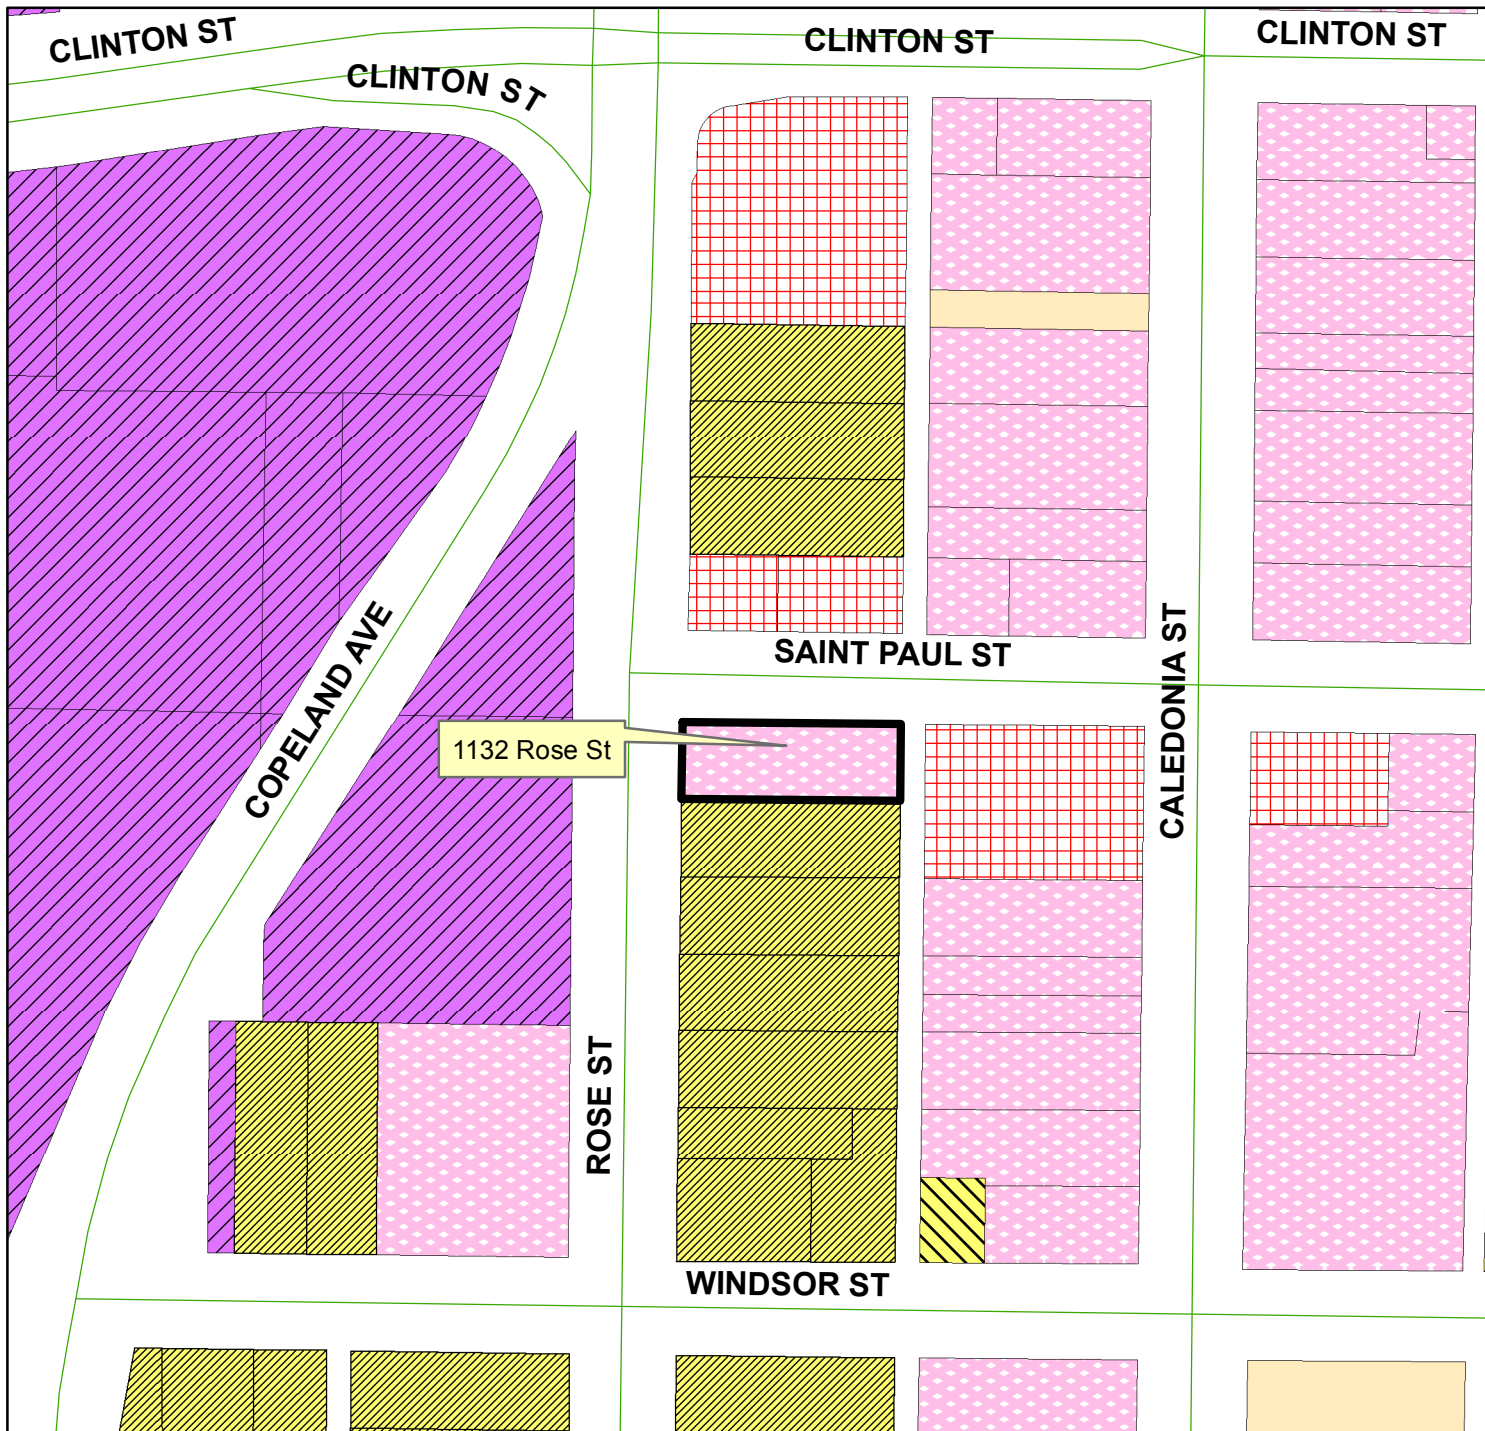 CLINTON ST
CLINTON ST
CLINTON ST
CLINTON ST
SAINT PAUL ST
CALEDONIA ST
COPELAND AVE
1132 Rose St
ROSE ST
WINDSOR ST